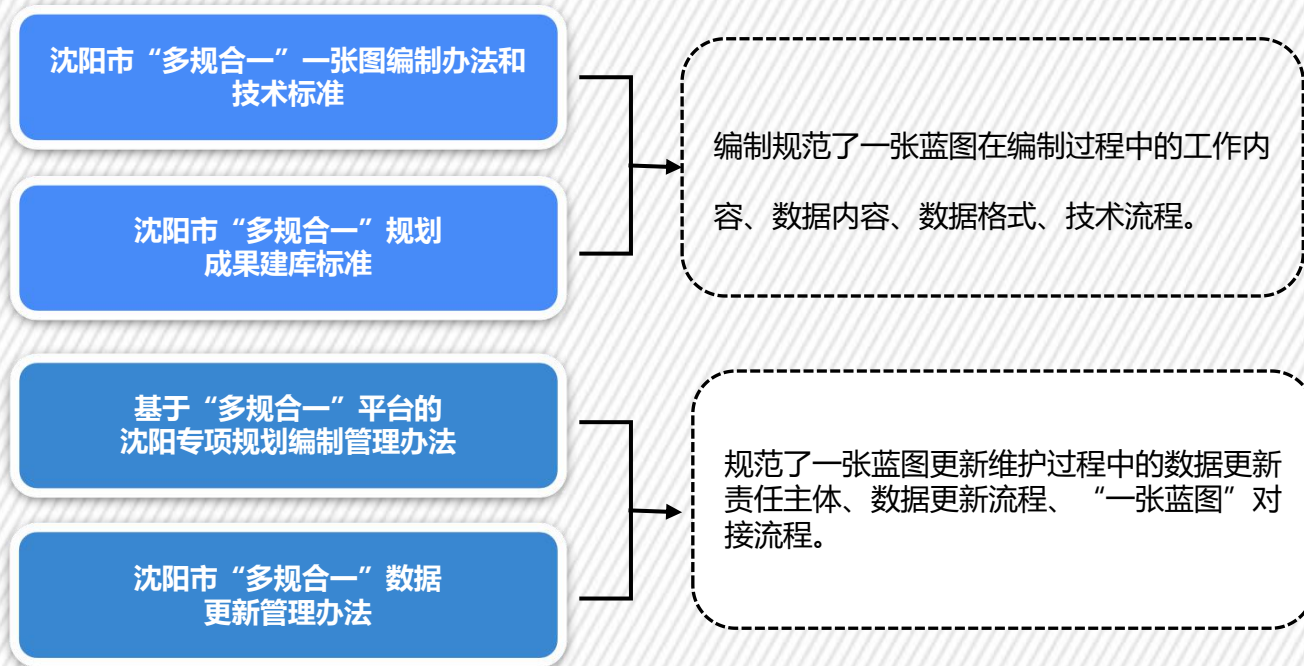 沈阳市“多规合一”一张图编制办法和
技术标准
编制规范了一张蓝图在编制过程中的工作内
容、数据内容、数据格式、技术流程。
沈阳市“多规合一”规划
成果建库标准
基于“多规合一”平台的
沈阳专项规划编制管理办法
规范了一张蓝图更新维护过程中的数据更新
责任主体、数据更新流程、“一张蓝图”对
接流程。
沈阳市“多规合一”数据
更新管理办法